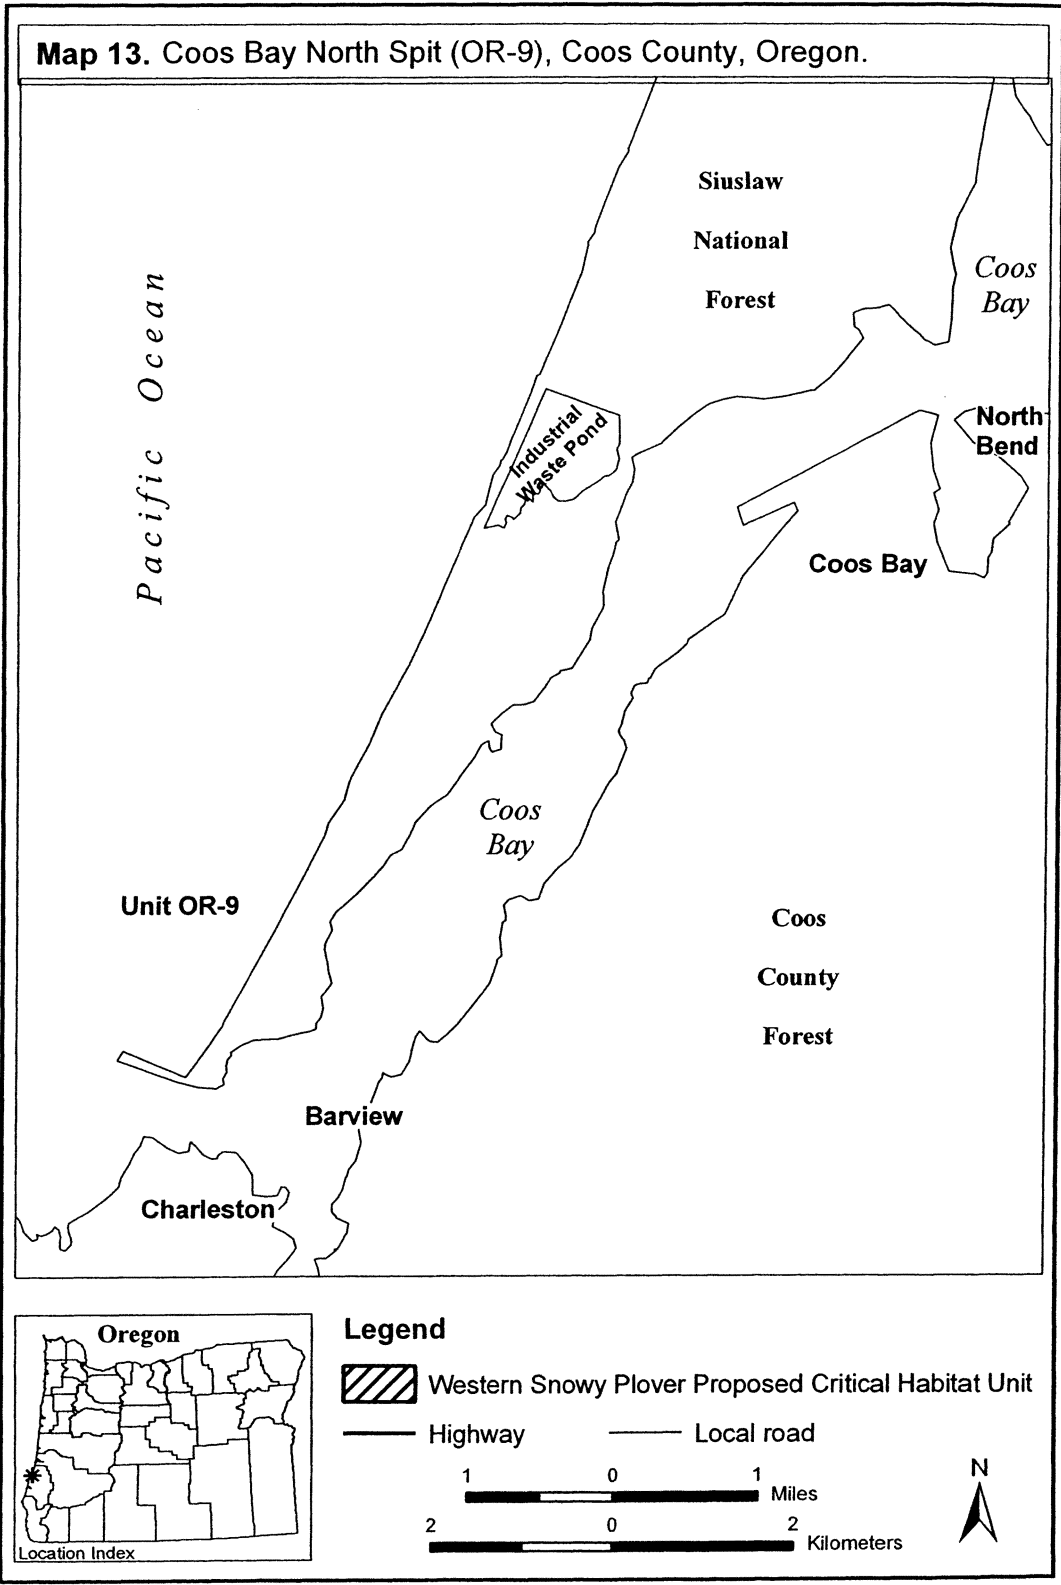 Map 13. Coos Bay North Spit (OR-9), Coos County, Oregon.
Siuslaw
National
Forest
Coos
Bay
Pacific Ocean
North
Bend
Industrial
Waste Pond
Coos Bay
Coos
Bay
Unit OR-9
Coos
County
Forest
Barview
Charleston
Oregon
Location Index
Legend
Western Snowy Plover Proposed Critical Habitat Unit
Highway
Local road
1 0 1
Miles
2 0 2
Kilometers
N